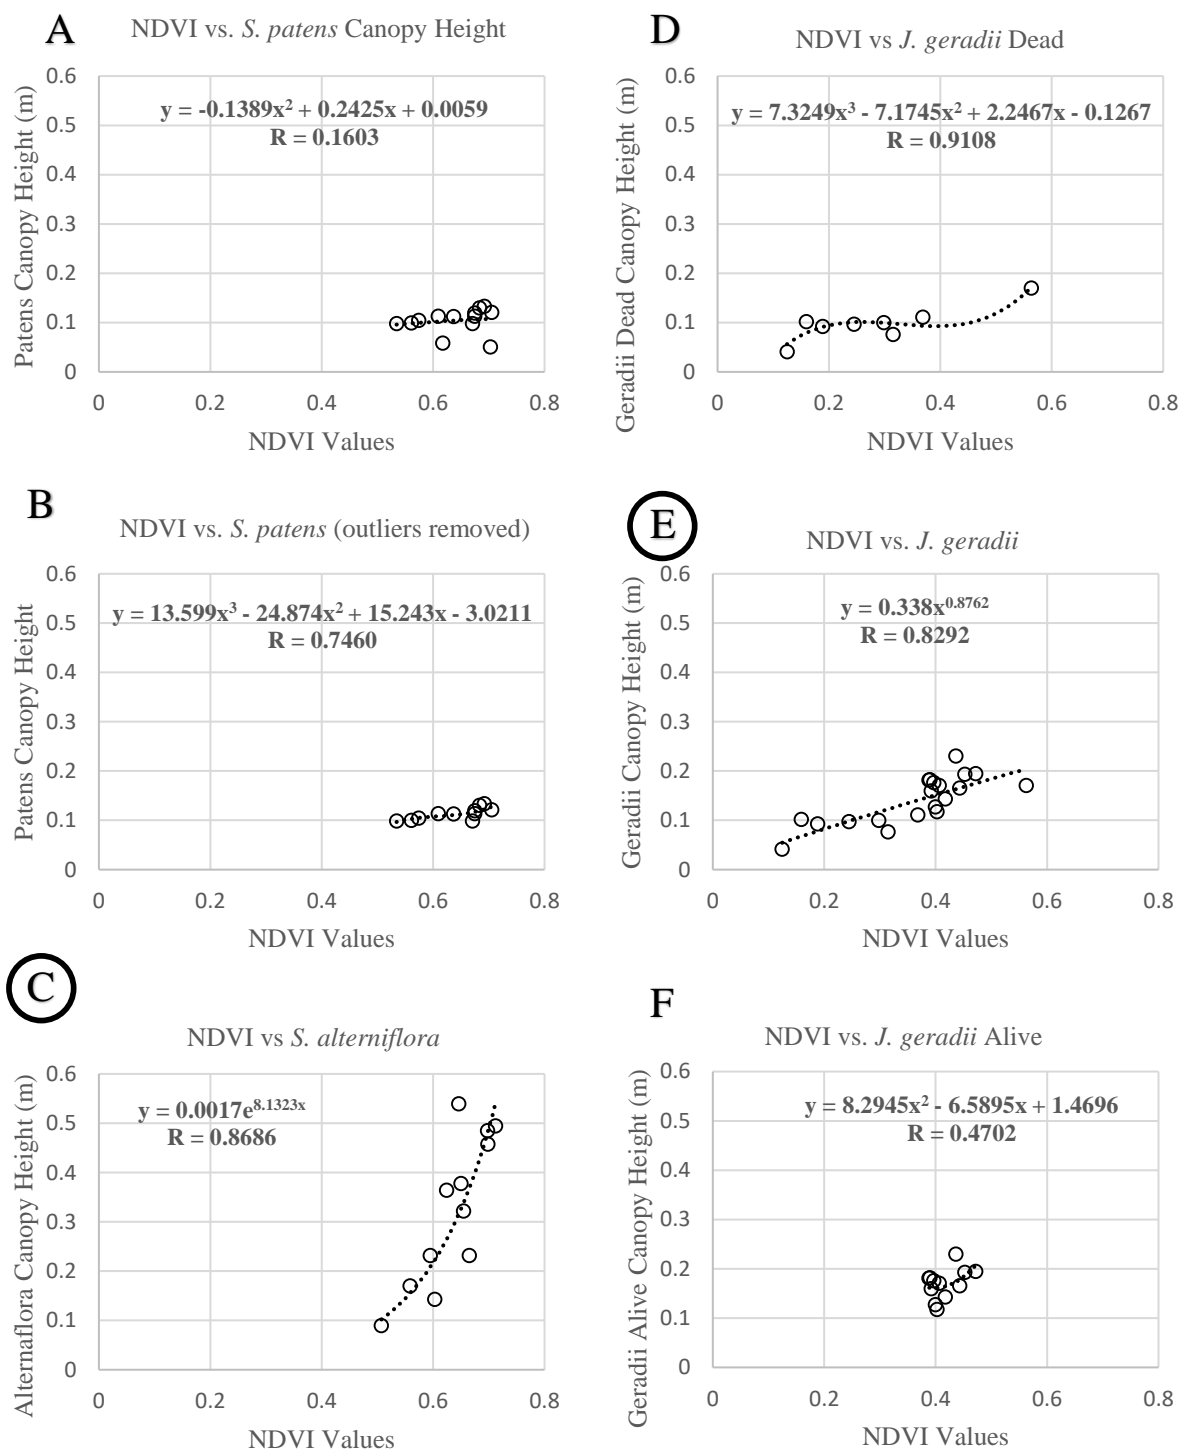 A
NDVI vs. S. patens Canopy Height
Patens Canopy Height (m)
0.6
0.5
0.4
0.3
0.2
0.1
0
y = -0.1389x² + 0.2425x + 0.0059
R = 0.1603
0 0.2 0.4 0.6 0.8
NDVI Values
B
NDVI vs. S. patens (outliers removed)
Patens Canopy Height
0.6
0.5
0.4
0.3
0.2
0.1
0
y = 13.599x³ - 24.874x² + 15.243x - 3.0211
R = 0.7460
0 0.2 0.4 0.6 0.8
NDVI Values
C
NDVI vs S. alterniflora
Alternaflora Canopy Height (m)
0.6
0.5
0.4
0.3
0.2
0.1
0
y = 0.0017e^8.1323x
R = 0.8686
0 0.2 0.4 0.6 0.8
NDVI Values
D
NDVI vs J. geradii Dead
Geradii Dead Canopy Height (m)
0.6
0.5
0.4
0.3
0.2
0.1
0
y = 7.3249x³ - 7.1745x² + 2.2467x - 0.1267
R = 0.9108
0 0.2 0.4 0.6 0.8
NDVI Values
E
NDVI vs. J. geradii
Geradii Canopy Height (m)
0.6
0.5
0.4
0.3
0.2
0.1
0
y = 0.338x^0.8762
R = 0.8292
0 0.2 0.4 0.6 0.8
NDVI Values
F
NDVI vs. J. geradii Alive
Geradii Alive Canopy Height (m)
0.6
0.5
0.4
0.3
0.2
0.1
0
y = 8.2945x² - 6.5895x + 1.4696
R = 0.4702
0 0.2 0.4 0.6 0.8
NDVI Values